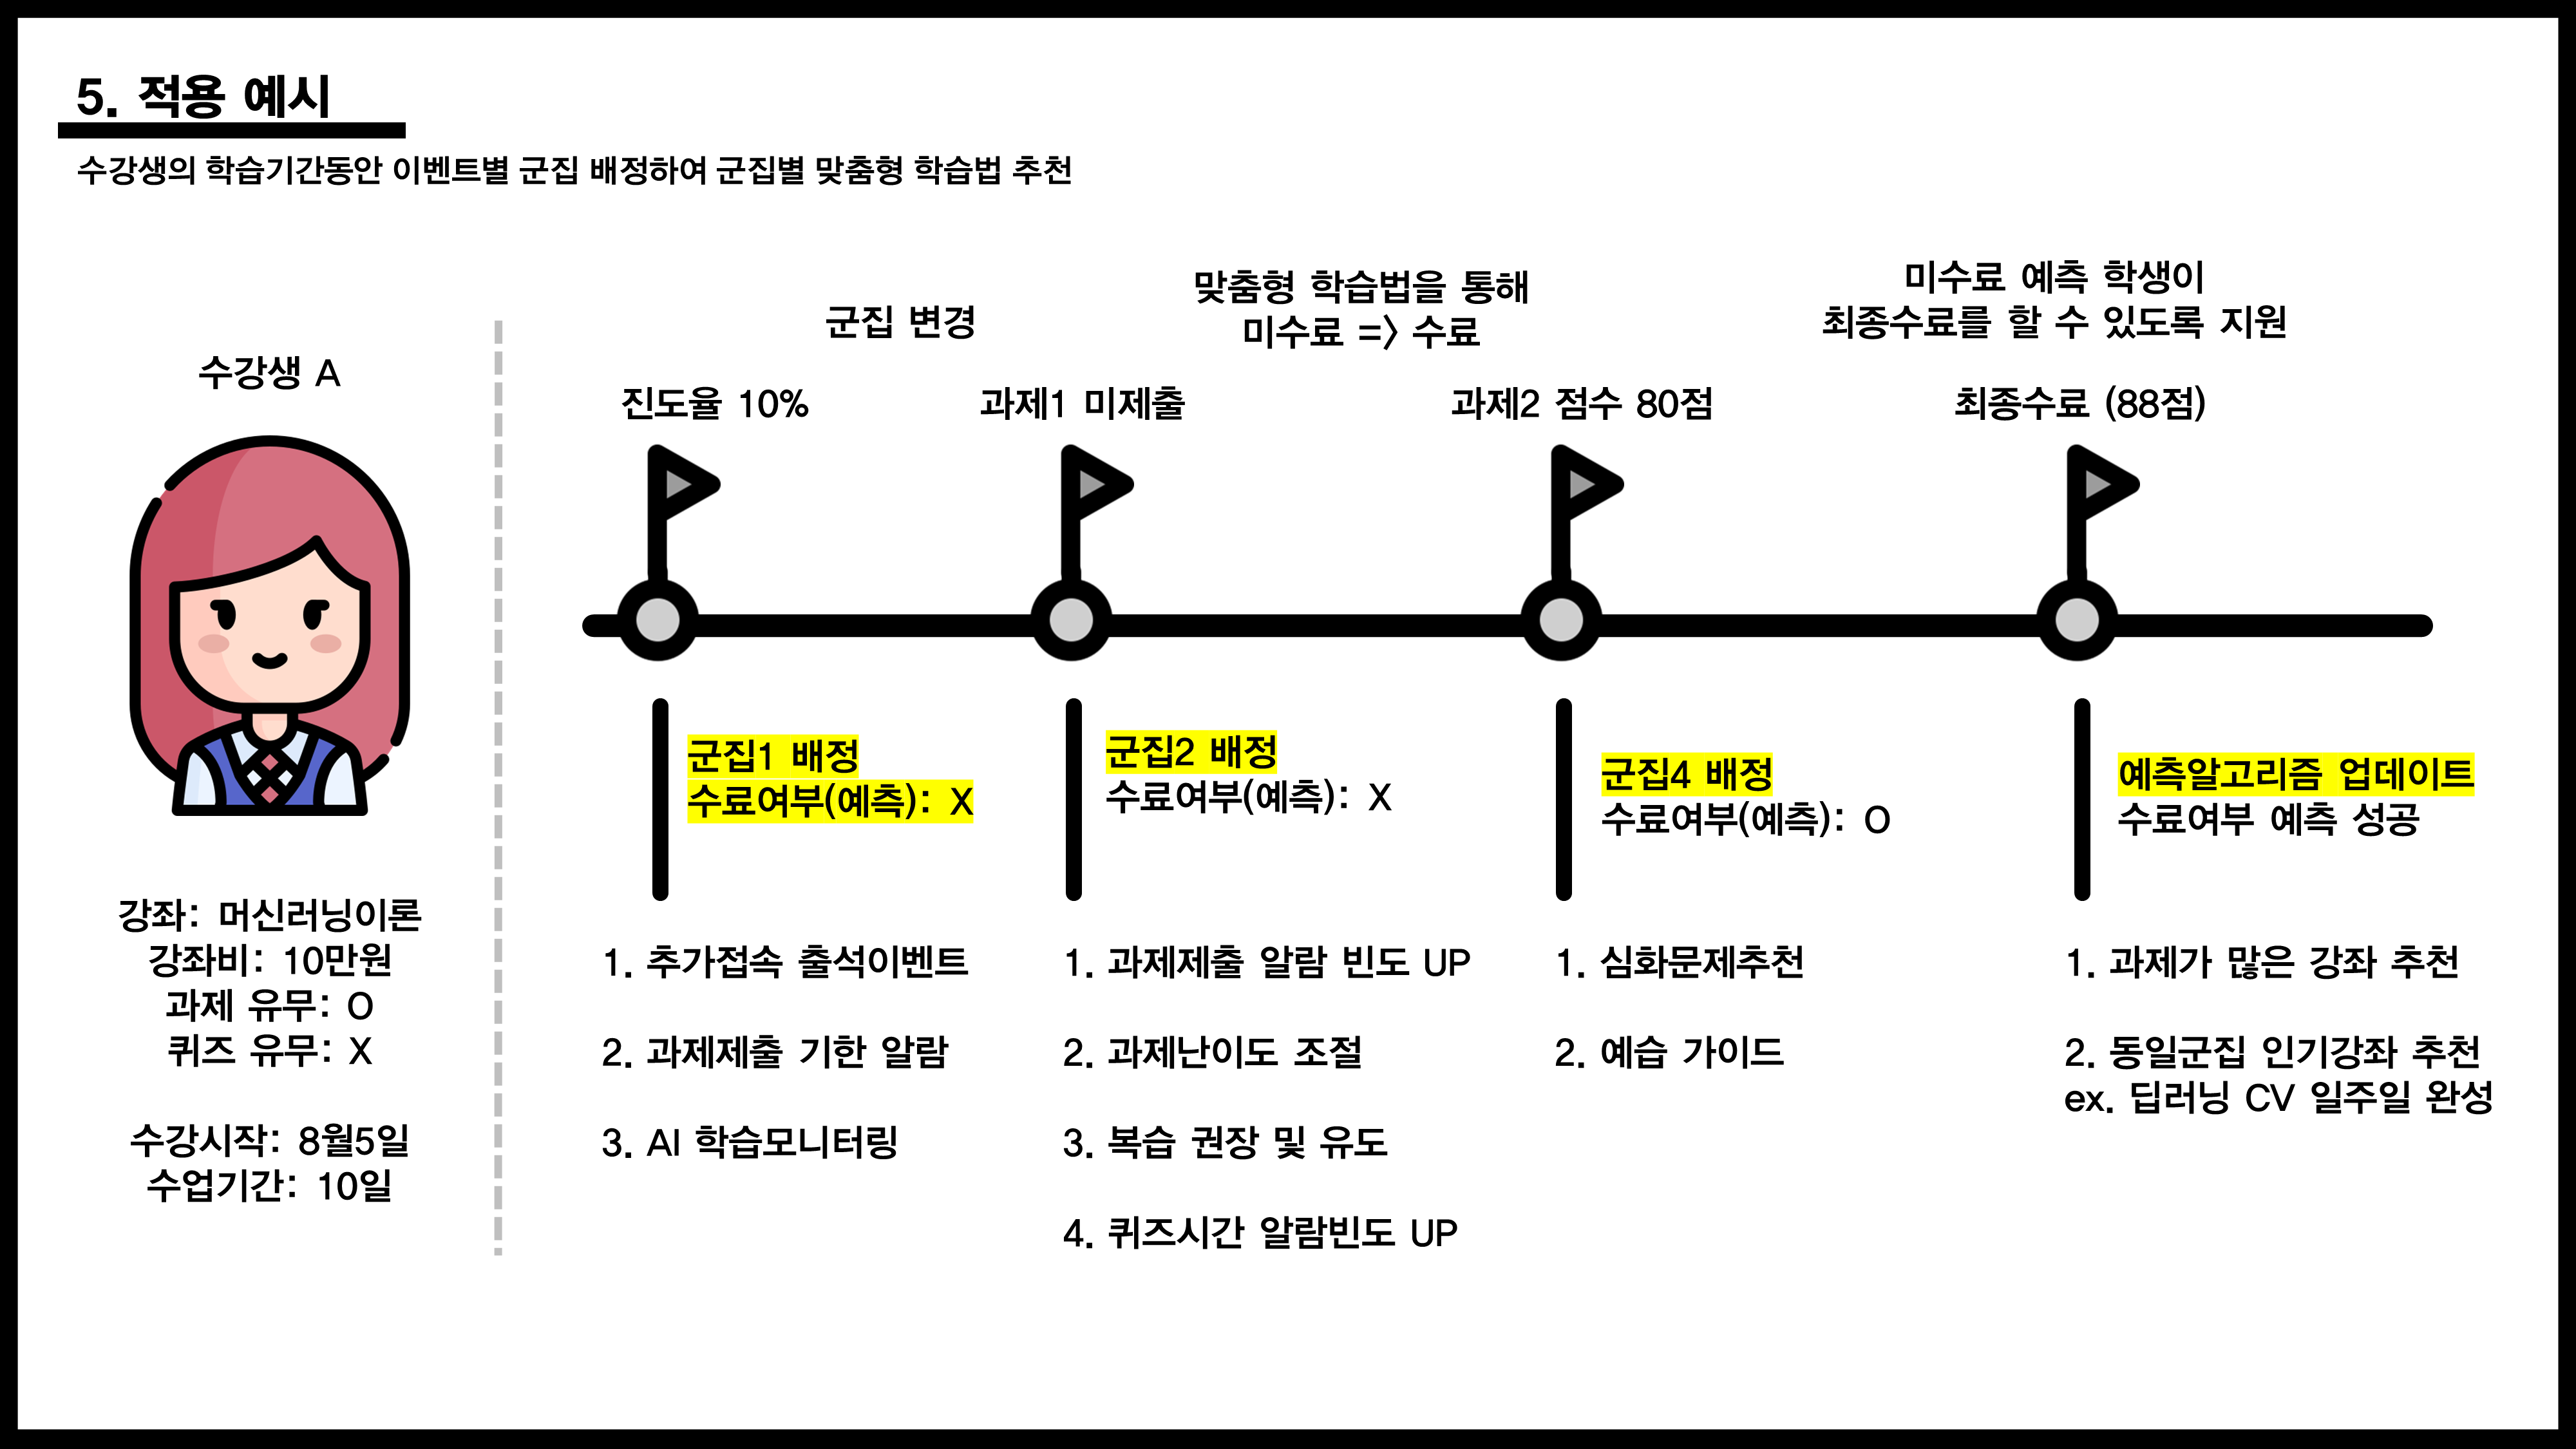 5. 적용 예시
수강생의 학습기간동안 이벤트별 군집 배정하여 군집별 맞춤형 학습법 추천
수강생 A
강좌: 머신러닝이론
강좌비: 10만원
과제 유무: O
퀴즈 유무: X
수강시작: 8월5일
수업기간: 10일
군집 변경
맞춤형 학습법을 통해
미수료 => 수료
미수료 예측 학생이
최종수료를 할 수 있도록 지원
진도율 10%
과제1 미제출
과제2 점수 80점
최종수료 (88점)
군집1 배정
수료여부(예측): X
1. 추가접속 출석이벤트
2. 과제제출 기한 알람
3. AI 학습모니터링
군집2 배정
수료여부(예측): X
1. 과제제출 알람 빈도 UP
2. 과제난이도 조절
3. 복습 권장 및 유도
4. 퀴즈시간 알람빈도 UP
군집4 배정
수료여부(예측): O
1. 심화문제추천
2. 예습 가이드
예측알고리즘 업데이트
수료여부 예측 성공
1. 과제가 많은 강좌 추천
2. 동일군집 인기강좌 추천
ex. 딥러닝 CV 일주일 완성